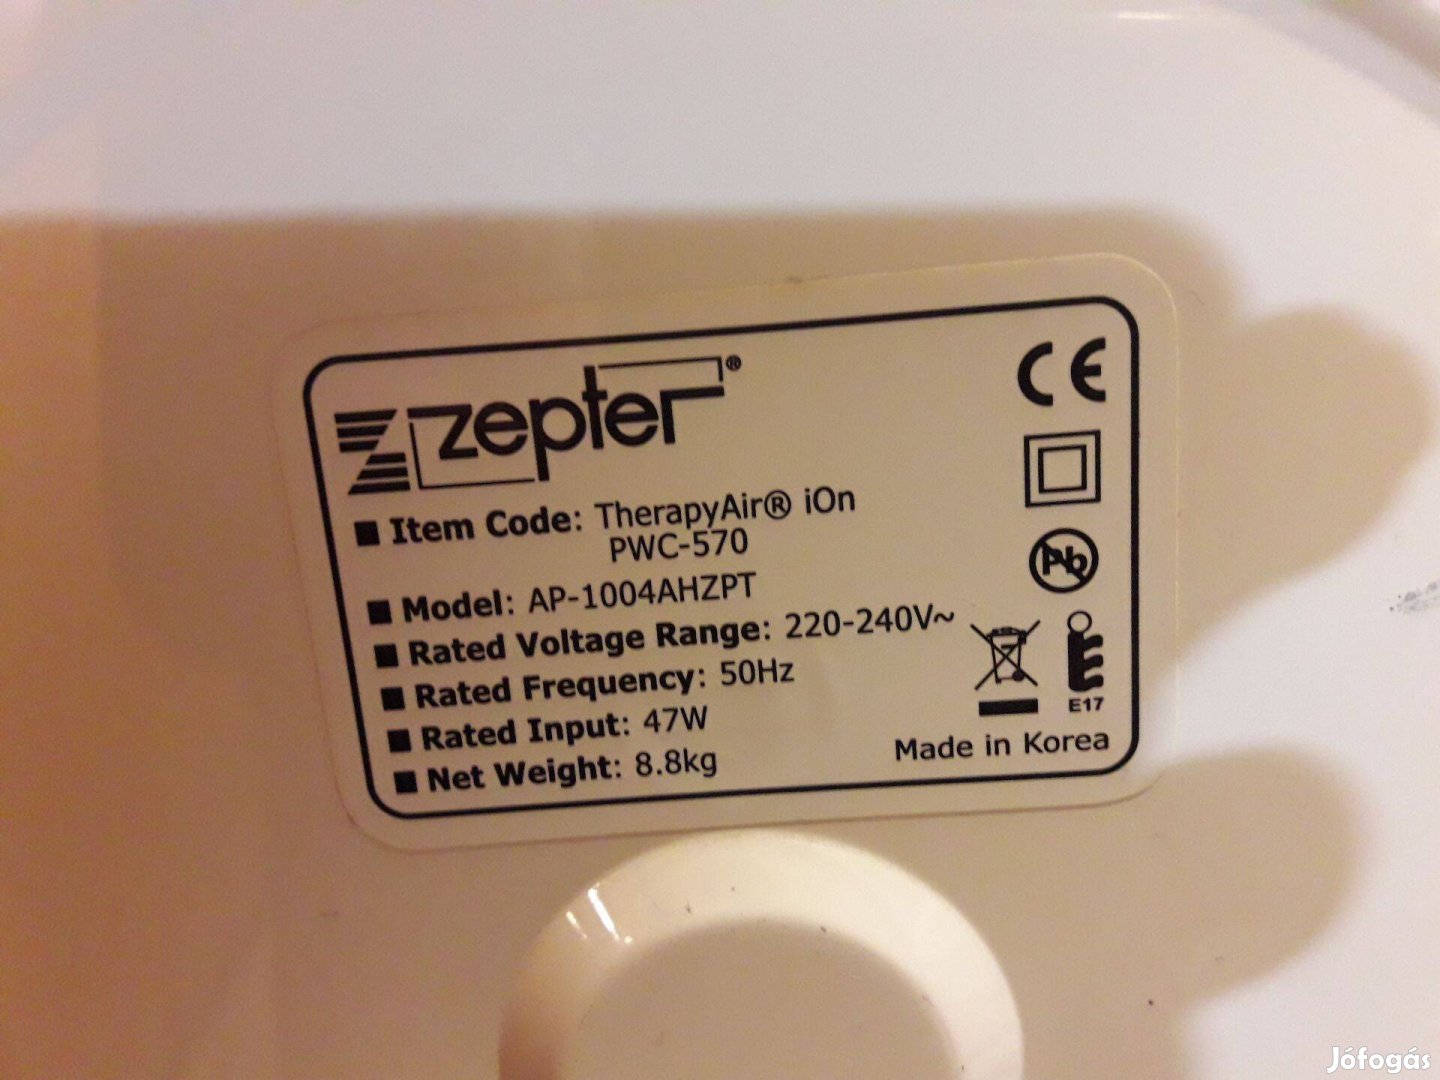 zepter®
■ Item Code: TherapyAir® iOn
PWC-570
■ Model: AP-1004AHZPT
■ Rated Voltage Range: 220-240V~
■ Rated Frequency: 50Hz
■ Rated Input: 47W
■ Net Weight: 8.8kg
CE
Pb
E17
Made in Korea
Jófogás